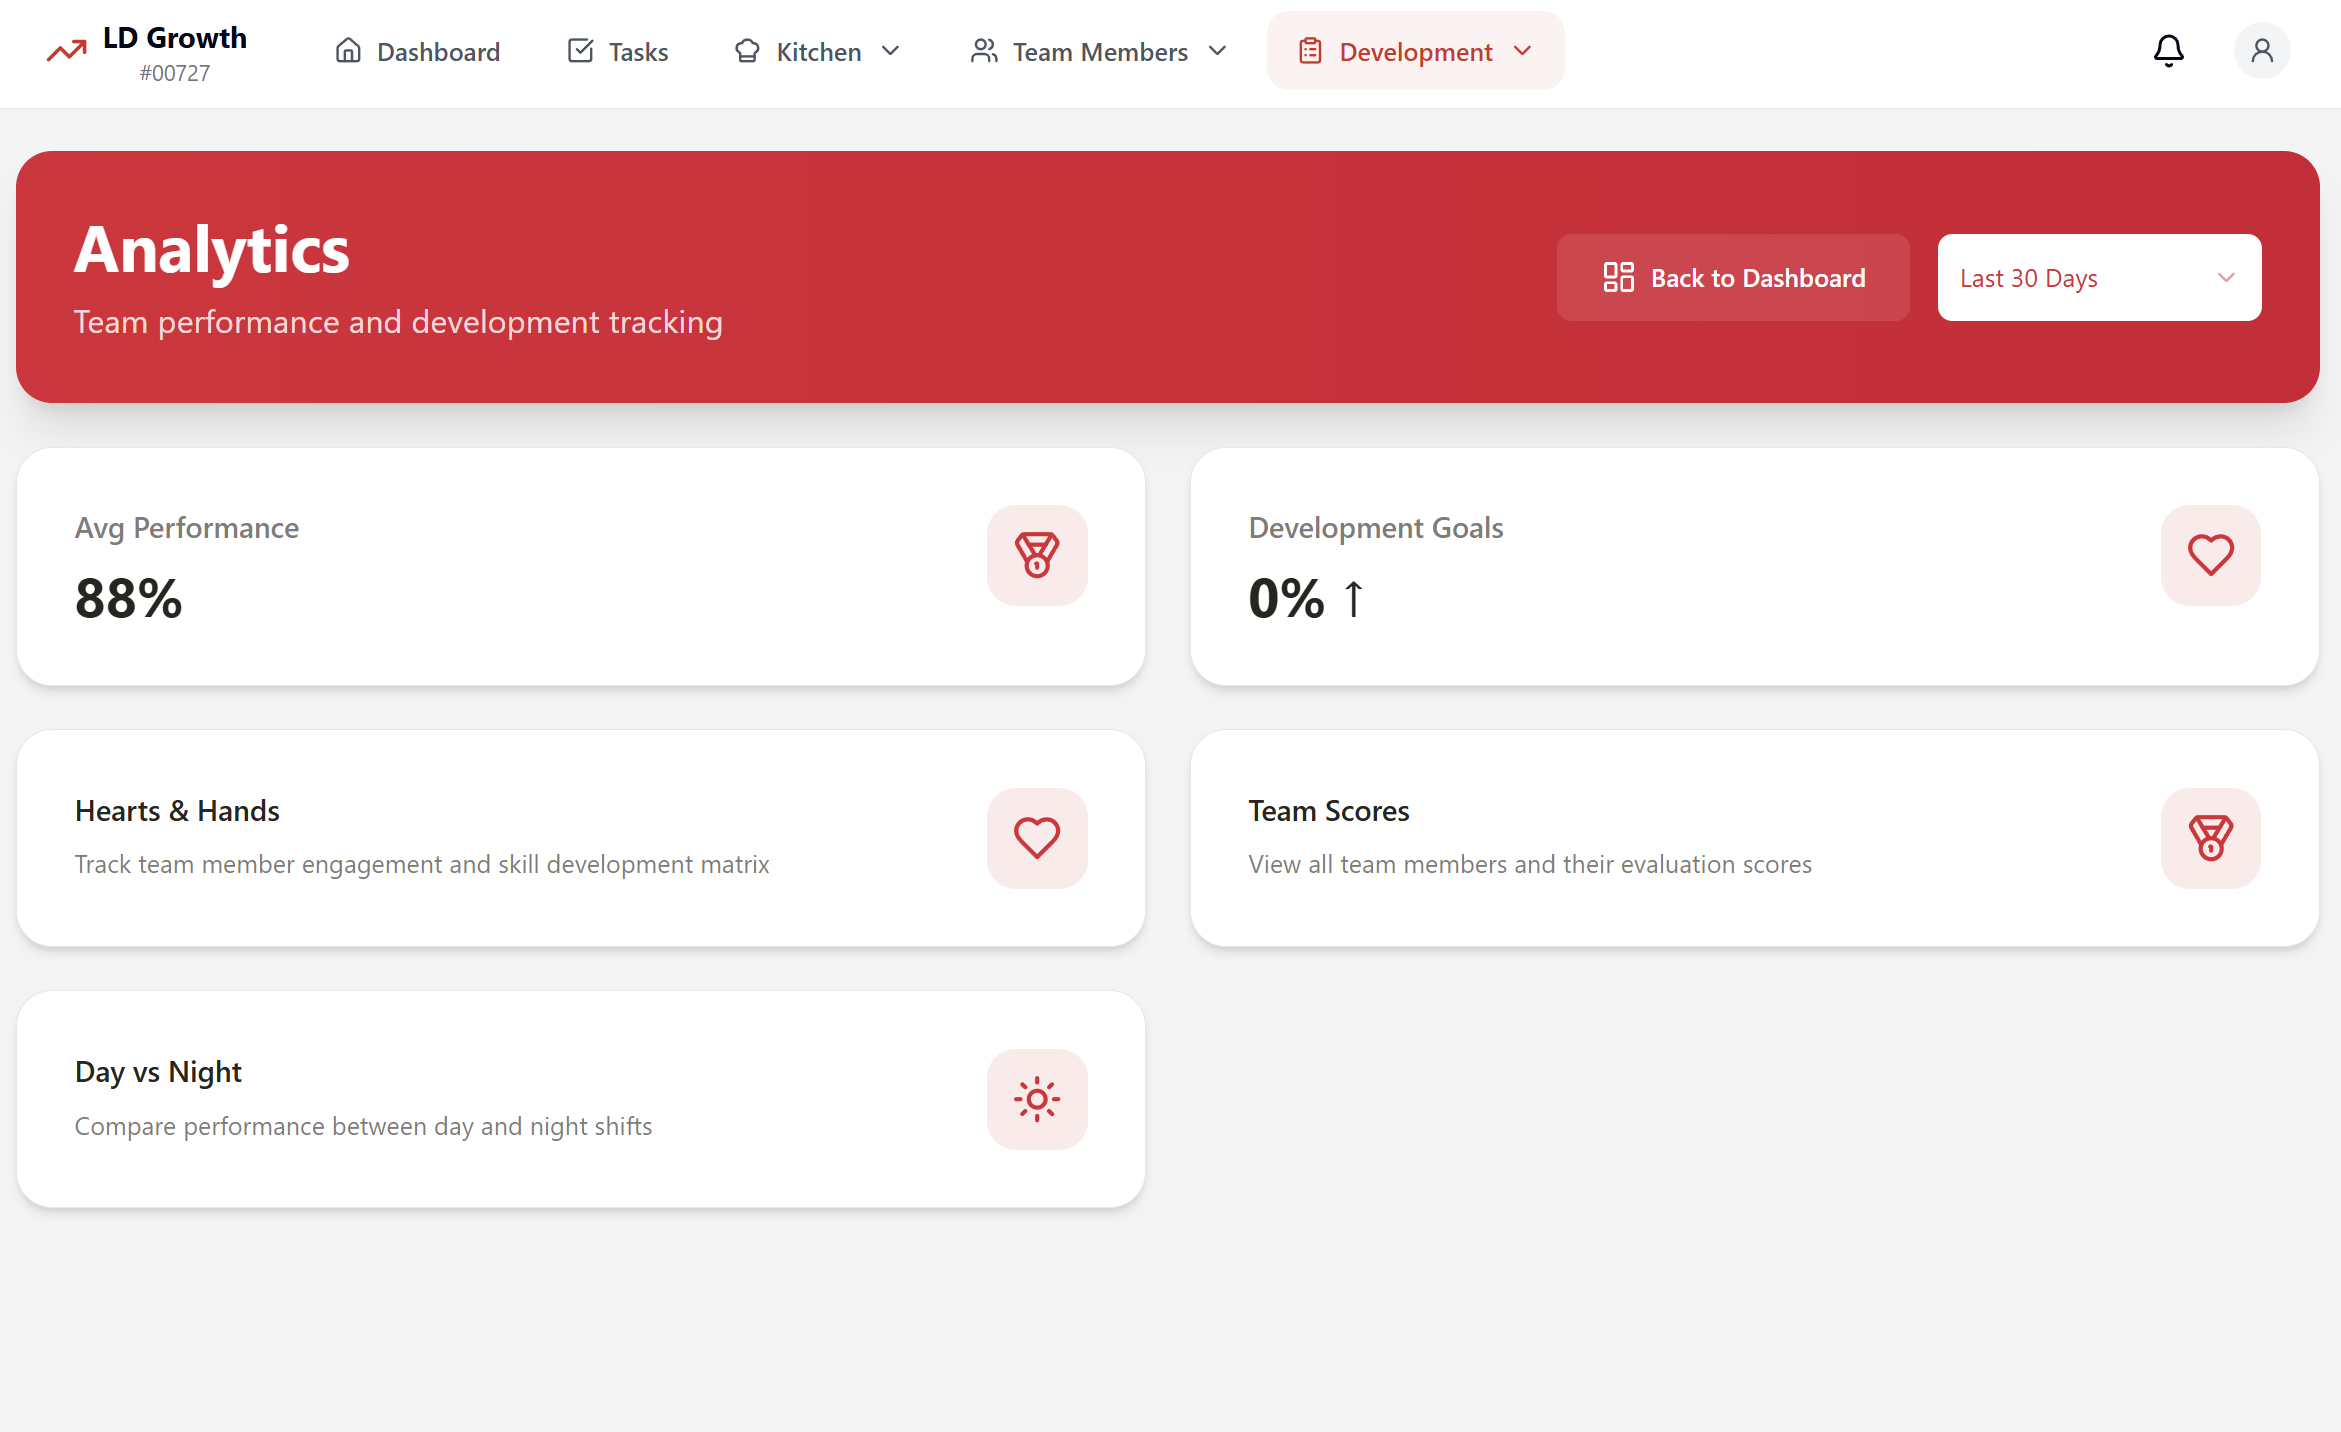 LD Growth
#00727
Dashboard
Tasks
Kitchen
Team Members
Development
Analytics
Team performance and development tracking
Back to Dashboard
Last 30 Days
Avg Performance
88%
Development Goals
0% ↑
Hearts & Hands
Track team member engagement and skill development matrix
Team Scores
View all team members and their evaluation scores
Day vs Night
Compare performance between day and night shifts